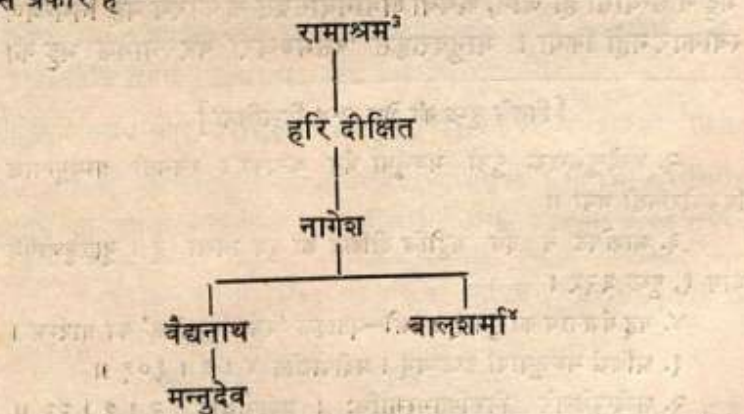 प्रकार है
रामाश्रम³
हरि दीक्षित
नागेश
वैद्यनाथ बालशर्मा⁴
मन्नुदेव